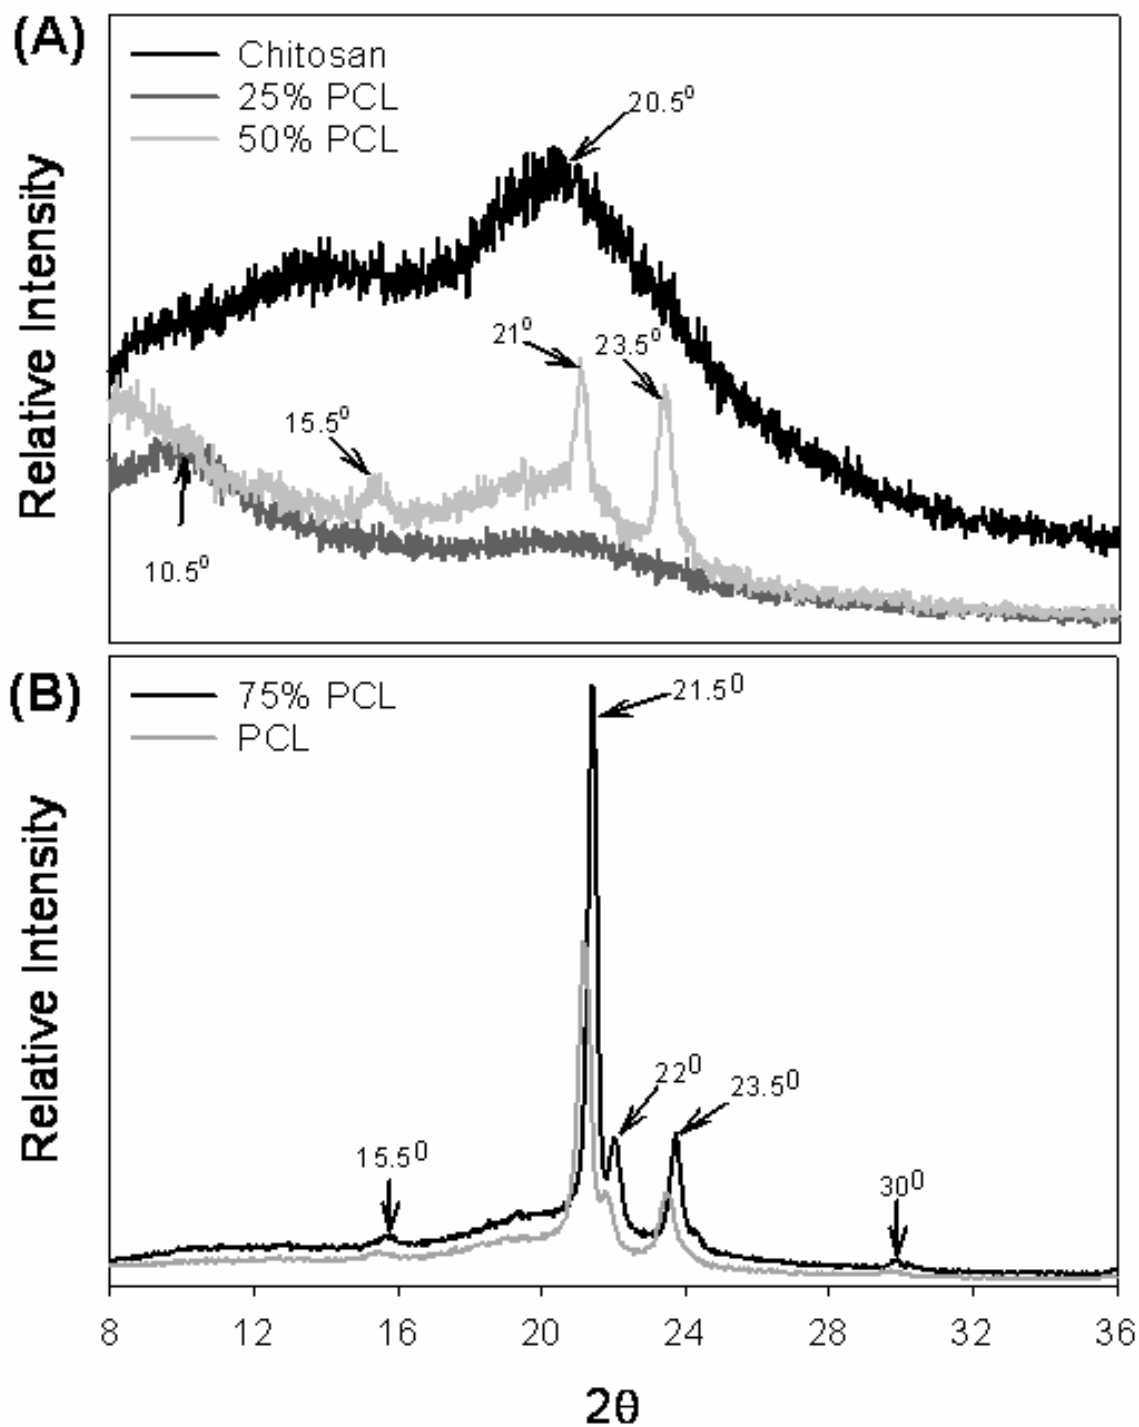 (A)
Chitosan
25% PCL
50% PCL
20.5⁰
21⁰
23.5⁰
15.5⁰
10.5⁰
Relative Intensity
(B)
75% PCL
PCL
21.5⁰
22⁰
23.5⁰
15.5⁰
30⁰
Relative Intensity
8 12 16 20 24 28 32 36
2θ